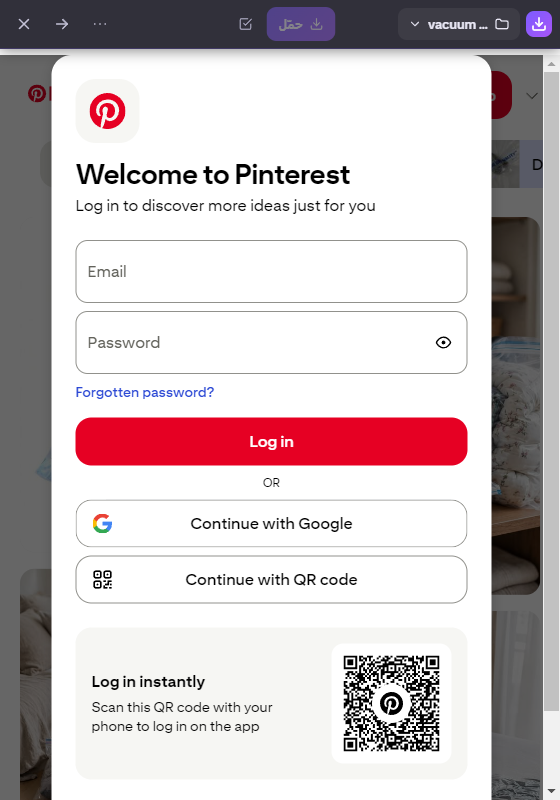 حمّل
vacuum ...
Welcome to Pinterest
Log in to discover more ideas just for you
Email
Password
Forgotten password?
Log in
OR
Continue with Google
Continue with QR code
Log in instantly
Scan this QR code with your
phone to log in on the app